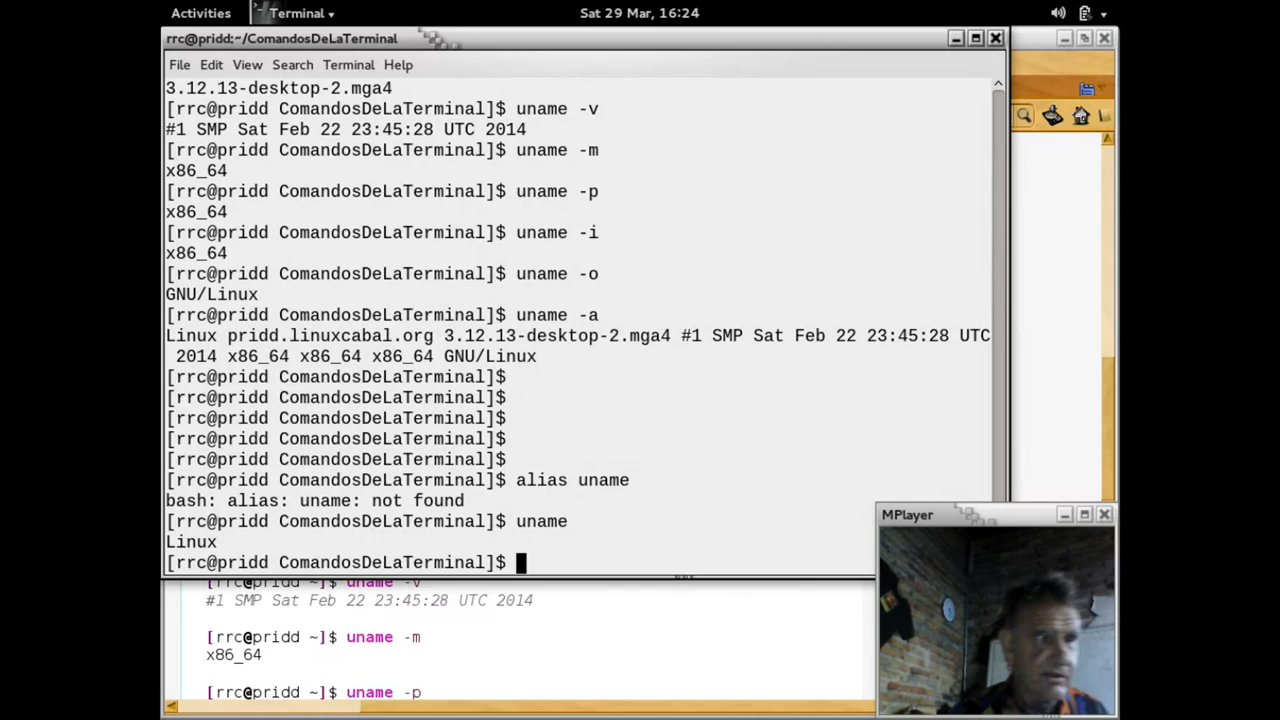 Activities Terminal Sat 29 Mar, 16:24
rrc@pridd:~/ComandosDeLaTerminal
File Edit View Search Terminal Help
3.12.13-desktop-2.mga4
[rrc@pridd ComandosDeLaTerminal]$ uname -v
#1 SMP Sat Feb 22 23:45:28 UTC 2014
[rrc@pridd ComandosDeLaTerminal]$ uname -m
x86_64
[rrc@pridd ComandosDeLaTerminal]$ uname -p
x86_64
[rrc@pridd ComandosDeLaTerminal]$ uname -i
x86_64
[rrc@pridd ComandosDeLaTerminal]$ uname -o
GNU/Linux
[rrc@pridd ComandosDeLaTerminal]$ uname -a
Linux pridd.linuxcabal.org 3.12.13-desktop-2.mga4 #1 SMP Sat Feb 22 23:45:28 UTC
2014 x86_64 x86_64 x86_64 GNU/Linux
[rrc@pridd ComandosDeLaTerminal]$
[rrc@pridd ComandosDeLaTerminal]$
[rrc@pridd ComandosDeLaTerminal]$
[rrc@pridd ComandosDeLaTerminal]$
[rrc@pridd ComandosDeLaTerminal]$
[rrc@pridd ComandosDeLaTerminal]$ alias uname
bash: alias: uname: not found
[rrc@pridd ComandosDeLaTerminal]$ uname
Linux
[rrc@pridd ComandosDeLaTerminal]$
MPlayer
[rrc@pridd ~]$ uname -v
#1 SMP Sat Feb 22 23:45:28 UTC 2014
[rrc@pridd ~]$ uname -m
x86_64
[rrc@pridd ~]$ uname -p